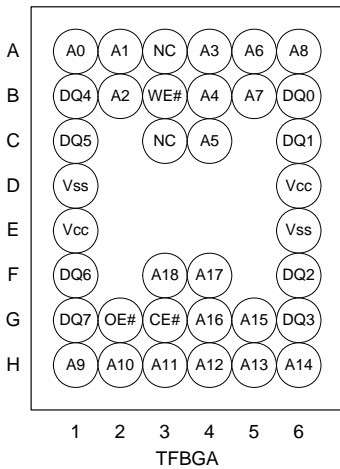 A A0 A1 NC A3 A6 A8
B DQ4 A2 WE# A4 A7 DQ0
C DQ5 NC A5 DQ1
D Vss Vcc
E Vcc Vss
F DQ6 A18 A17 DQ2
G DQ7 OE# CE# A16 A15 DQ3
H A9 A10 A11 A12 A13 A14
1 2 3 4 5 6
TFBGA